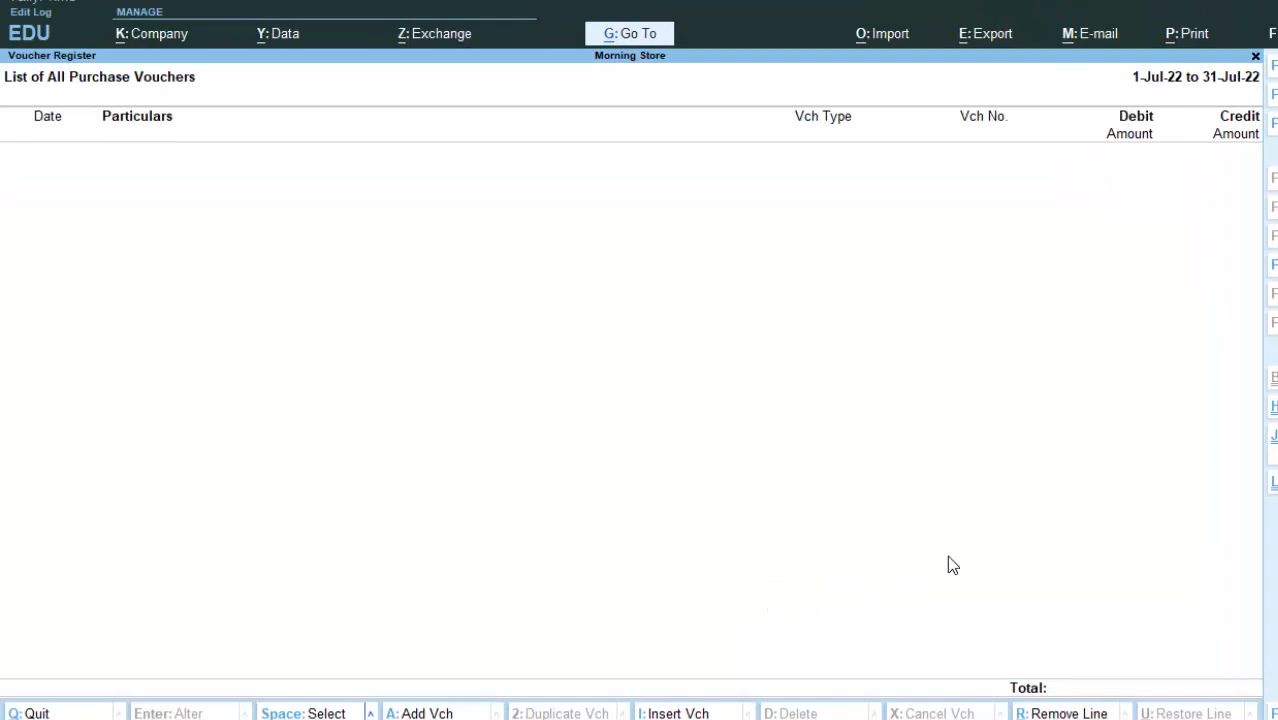 Edit Log
MANAGE
EDU K: Company Y: Data Z: Exchange G: Go To O: Import E: Export M: E-mail P: Print F
Voucher Register Morning Store
List of All Purchase Vouchers 1-Jul-22 to 31-Jul-22
Date Particulars Vch Type Vch No. Debit Credit
Amount Amount
Total:
Q: Quit Enter: Alter Space: Select A: Add Vch 2: Duplicate Vch I: Insert Vch D: Delete X: Cancel Vch R: Remove Line U: Restore Line